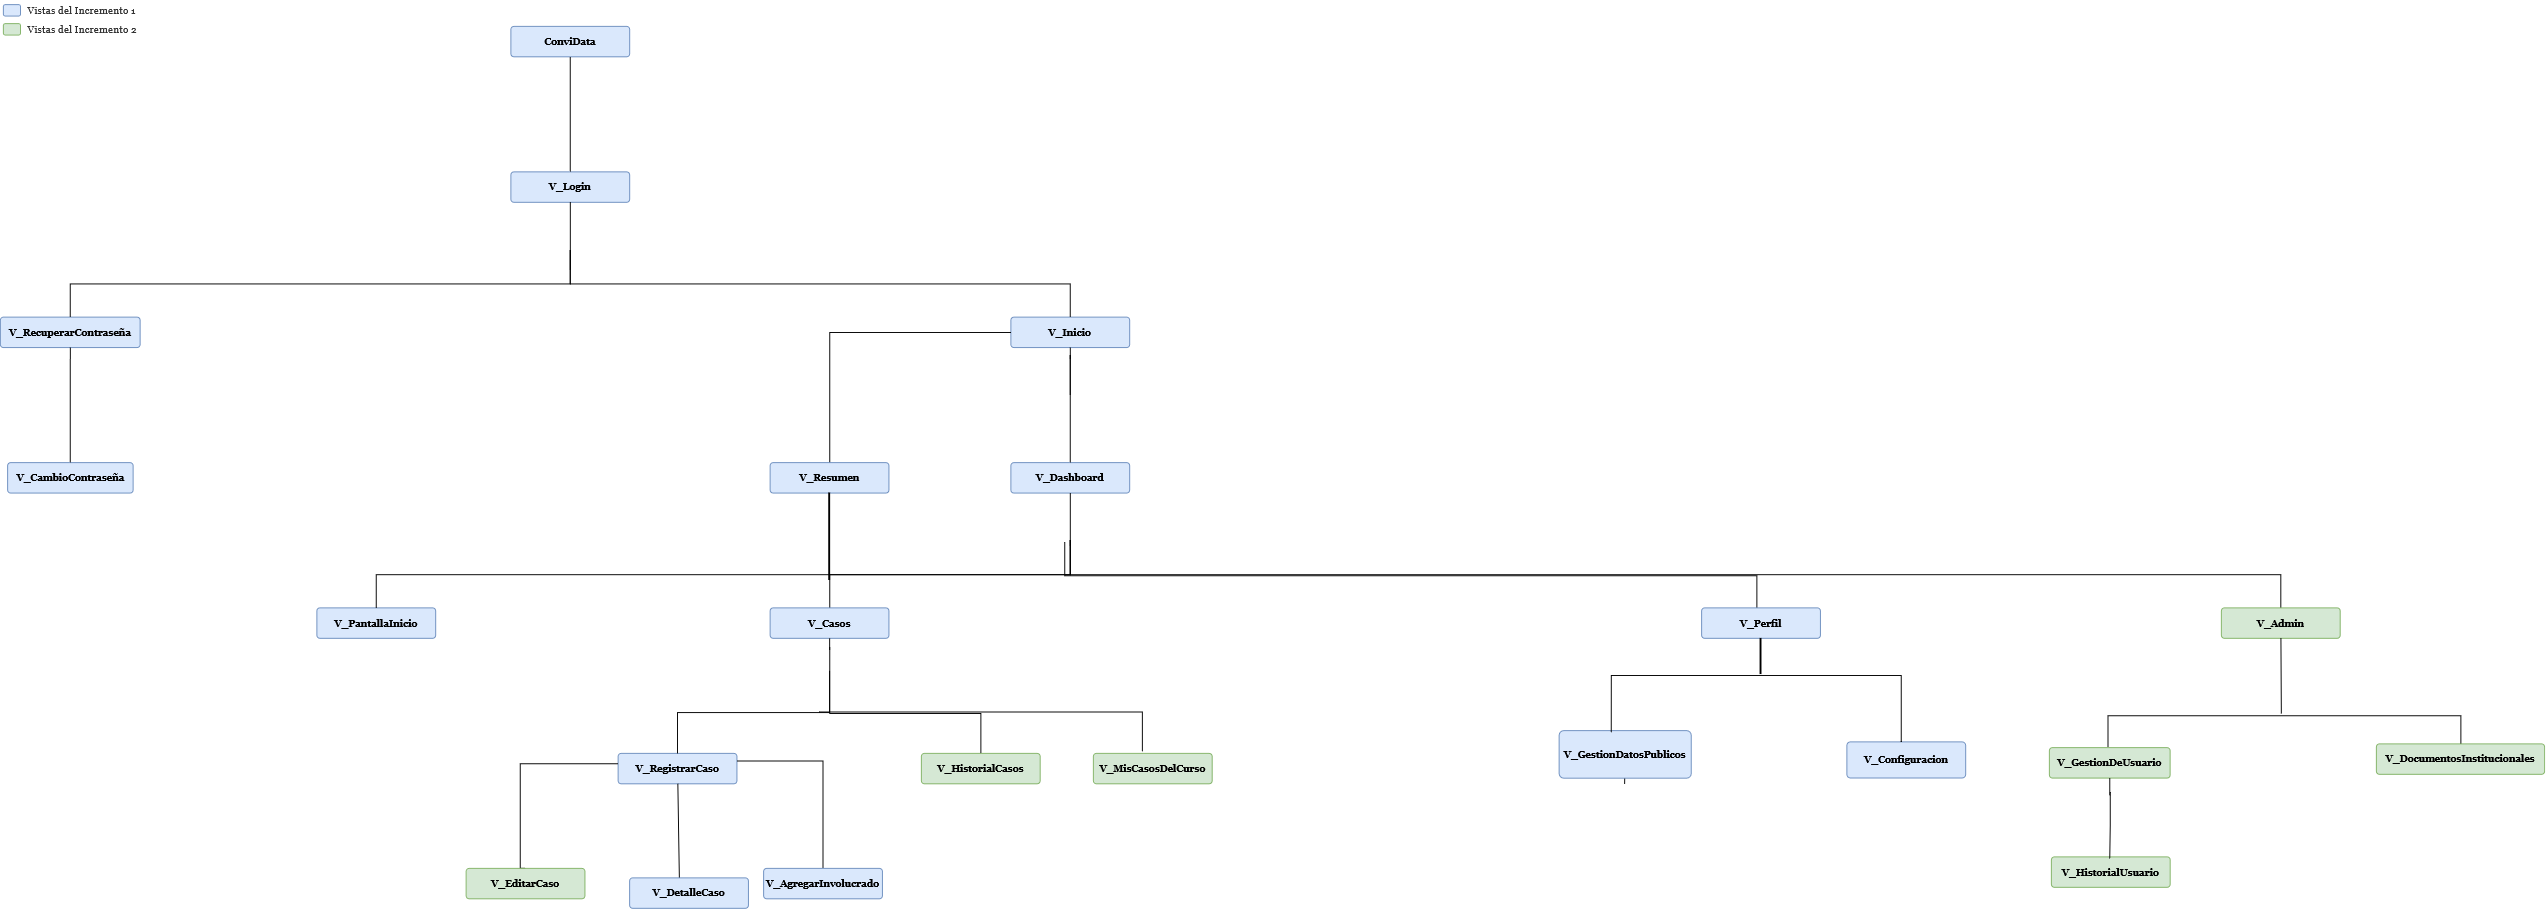 Vistas del Incremento 1
Vistas del Incremento 2
ConviData
V_Login
V_RecuperarContraseña
V_Inicio
V_CambioContraseña
V_Resumen
V_Dashboard
V_PantallaInicio
V_Casos
V_Perfil
V_Admin
V_RegistrarCaso
V_HistorialCasos
V_MisCasosDelCurso
V_GestionDatosPublicos
V_Configuracion
V_GestionDeUsuario
V_DocumentosInstitucionales
V_EditarCaso
V_DetalleCaso
V_AgregarInvolucrado
V_HistorialUsuario